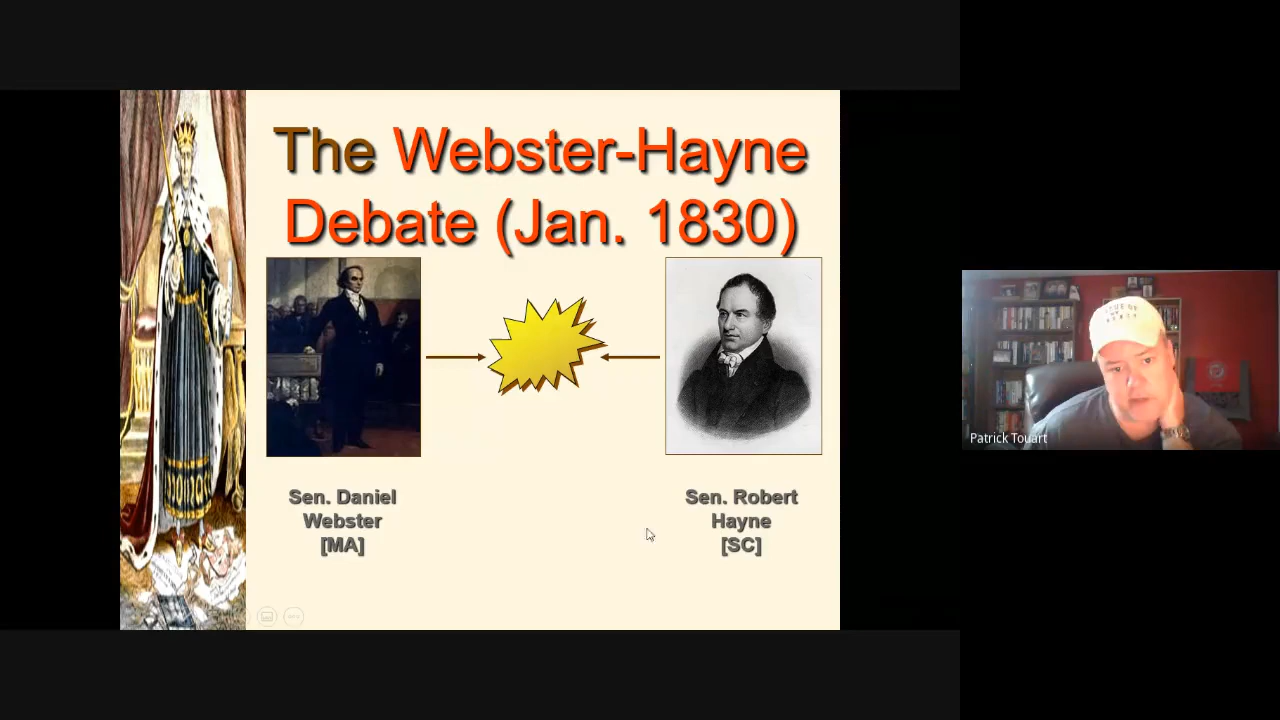 The Webster-Hayne
Debate (Jan. 1830)
Sen. Daniel
Webster
[MA]
Sen. Robert
Hayne
[SC]
Patrick Touart